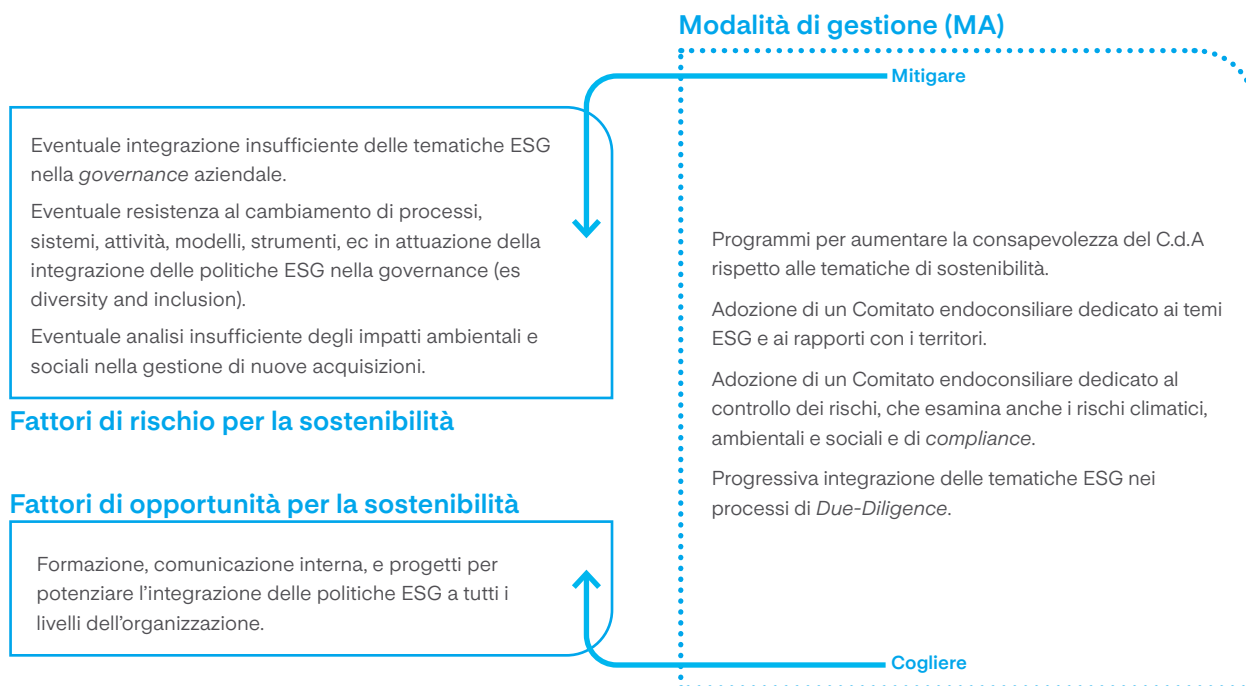 Modalità di gestione (MA)
Mitigare
Eventuale integrazione insufficiente delle tematiche ESG
nella governance aziendale.
Eventuale resistenza al cambiamento di processi,
sistemi, attività, modelli, strumenti, ec in attuazione della
integrazione delle politiche ESG nella governance (es
diversity and inclusion).
Eventuale analisi insufficiente degli impatti ambientali e
sociali nella gestione di nuove acquisizioni.
Fattori di rischio per la sostenibilità
Fattori di opportunità per la sostenibilità
Formazione, comunicazione interna, e progetti per
potenziare l’integrazione delle politiche ESG a tutti i
livelli dell’organizzazione.
Programmi per aumentare la consapevolezza del C.d.A
rispetto alle tematiche di sostenibilità.
Adozione di un Comitato endoconsiliare dedicato ai temi
ESG e ai rapporti con i territori.
Adozione di un Comitato endoconsiliare dedicato al
controllo dei rischi, che esamina anche i rischi climatici,
ambientali e sociali e di compliance.
Progressiva integrazione delle tematiche ESG nei
processi di Due-Diligence.
Cogliere